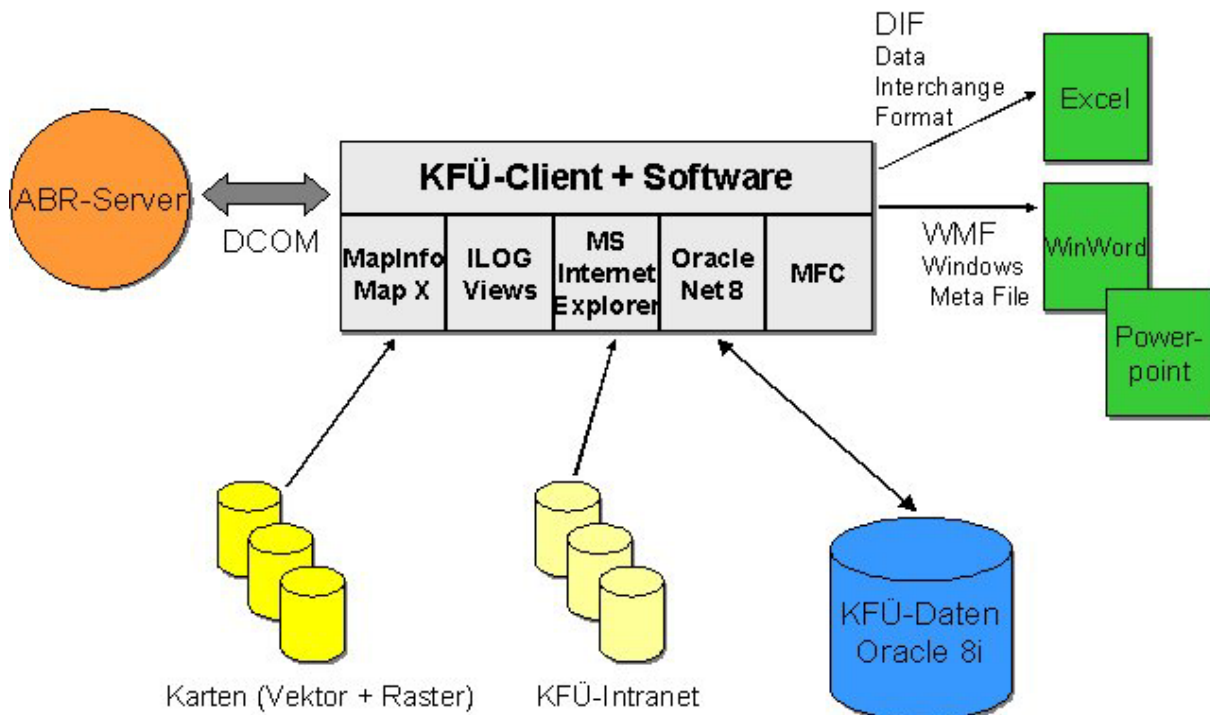 DIF
Data
Interchange
Format
Excel
ABR-Server
DCOM
KFÜ-Client + Software
MapInfo
Map X
ILOG
Views
MS
Internet
Explorer
Oracle
Net 8
MFC
WMF
Windows
Meta File
WinWord
Power-
point
Karten (Vektor + Raster)
KFÜ-Intranet
KFÜ-Daten
Oracle 8i